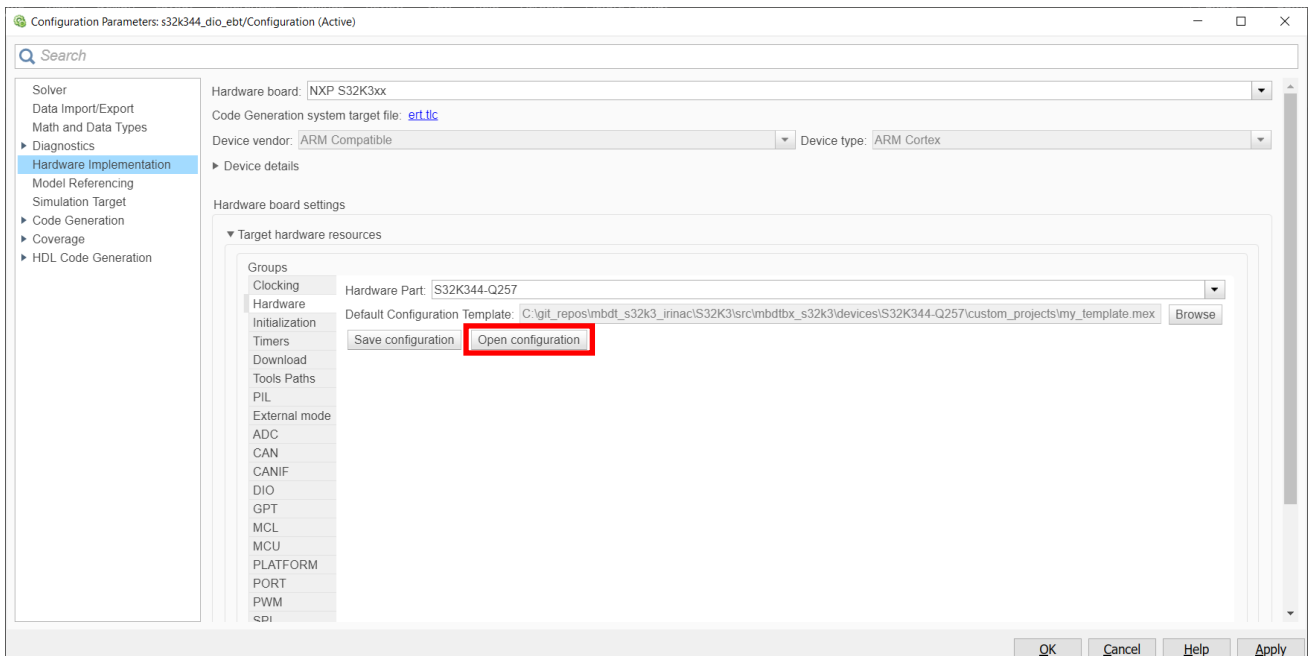 Configuration Parameters: s32k344_dio_ebt/Configuration (Active)
Search
Solver
Data Import/Export
Math and Data Types
Diagnostics
Hardware Implementation
Model Referencing
Simulation Target
Code Generation
Coverage
HDL Code Generation
Hardware board: NXP S32K3xx
Code Generation system target file: ert.tlc
Device vendor: ARM Compatible Device type: ARM Cortex
Device details
Hardware board settings
Target hardware resources
Groups
Clocking
Hardware
Initialization
Timers
Download
Tools Paths
PIL
External mode
ADC
CAN
CANIF
DIO
GPT
MCL
MCU
PLATFORM
PORT
PWM
SPI
Hardware Part: S32K344-Q257
Default Configuration Template: C:\git_repos\mbdt_s32k3_irinac\S32K3\src\mbdtbx_s32k3\devices\S32K344-Q257\custom_projects\my_template.mex Browse
Save configuration Open configuration
OK Cancel Help Apply